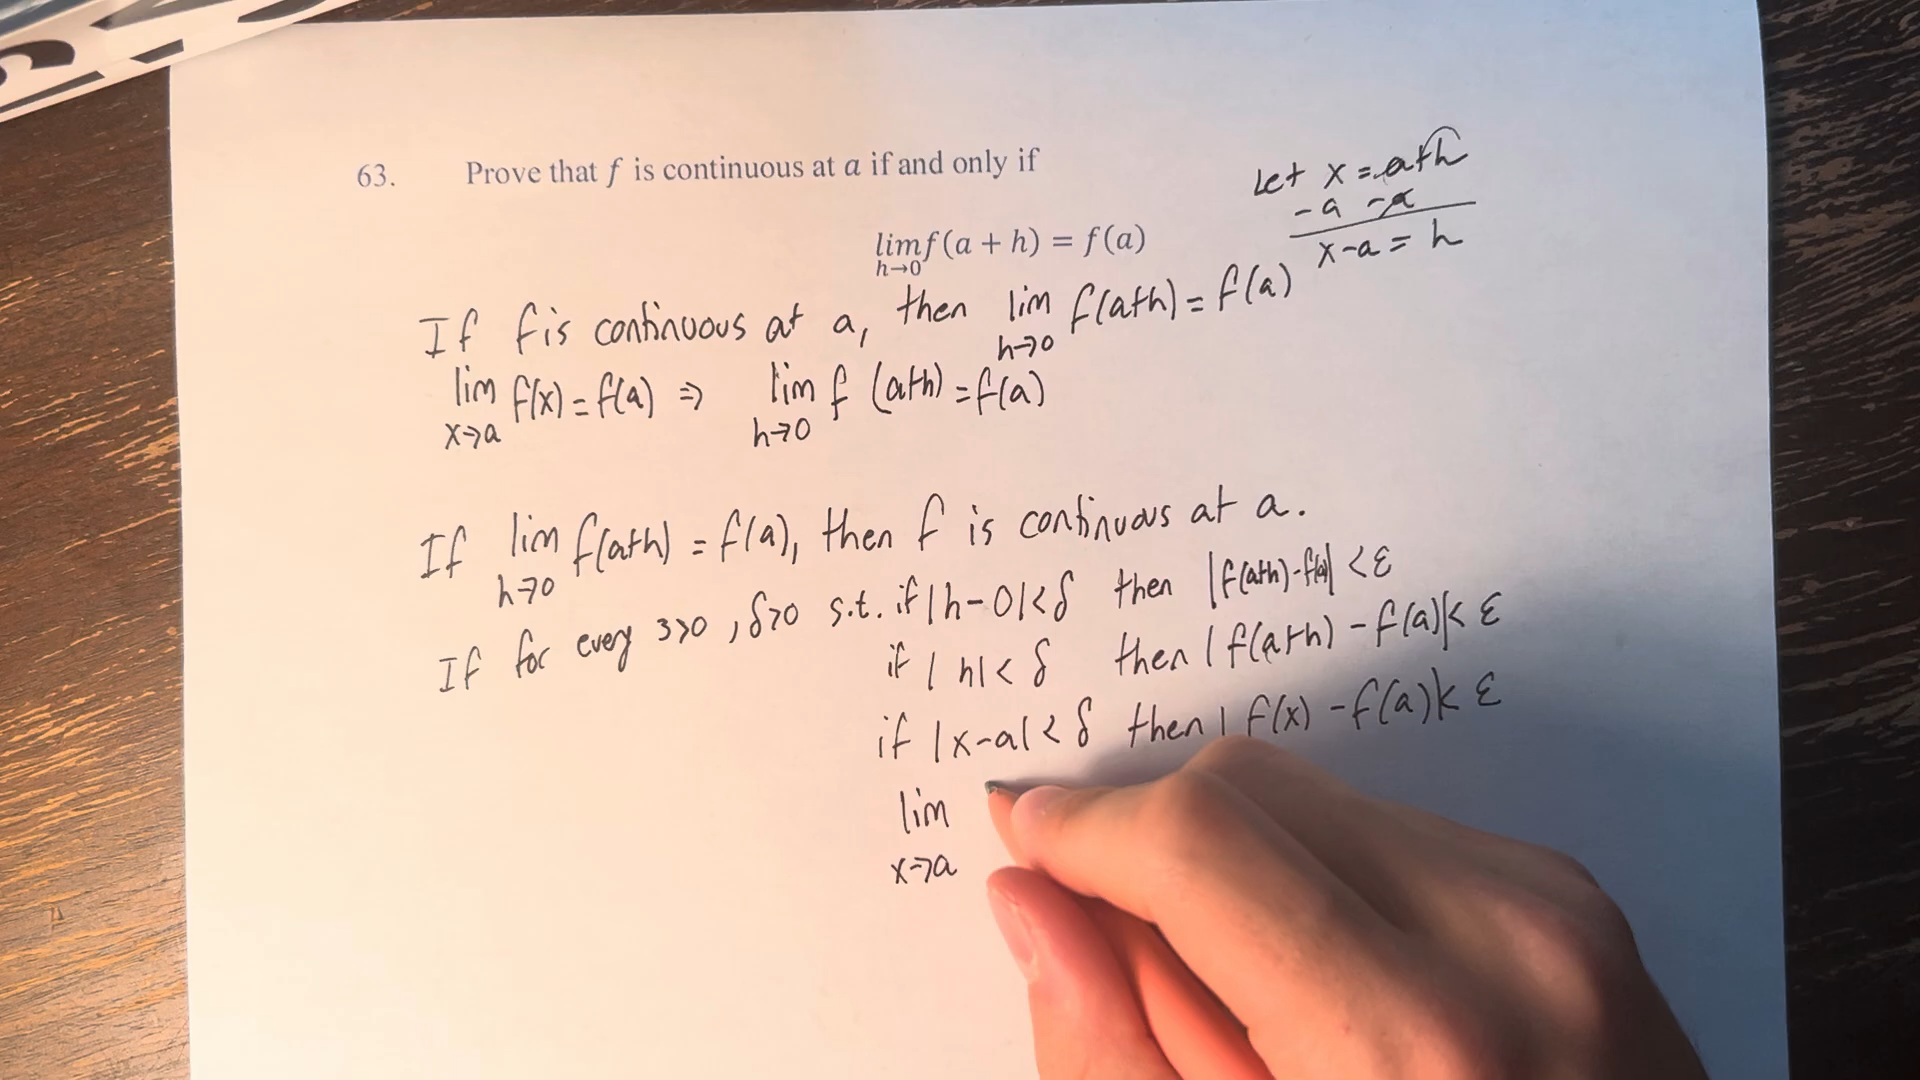 63. Prove that f is continuous at a if and only if
lim f(a + h) = f(a)
h→0
Let x = a+h
-a -a
x-a = h
If f is continuous at a, then lim f(a+h) = f(a)
h→0
lim f(x) = f(a) ⇒ lim f (a+h) = f(a)
x→a h→0
If lim f(a+h) = f(a), then f is continuous at a.
h→0
If for every ε>0, δ>0 s.t. if |h-0|<δ then |f(a+h)-f(a)| <ε
if |h|<δ then |f(a+h) - f(a)|< ε
if |x-a|<δ then | f(x) - f(a)|< ε
lim
x→a